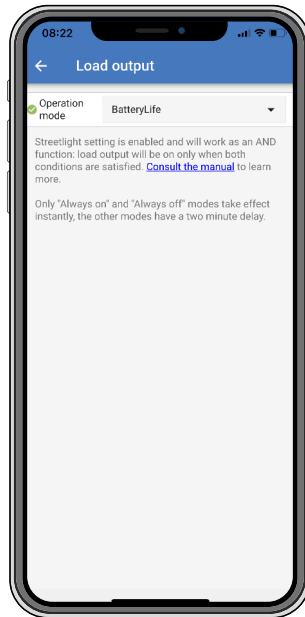 08:22
Load output
Operation
mode
BatteryLife
Streetlight setting is enabled and will work as an AND
function: load output will be on only when both
conditions are satisfied. Consult the manual to learn
more.
Only "Always on" and "Always off" modes take effect
instantly, the other modes have a two minute delay.